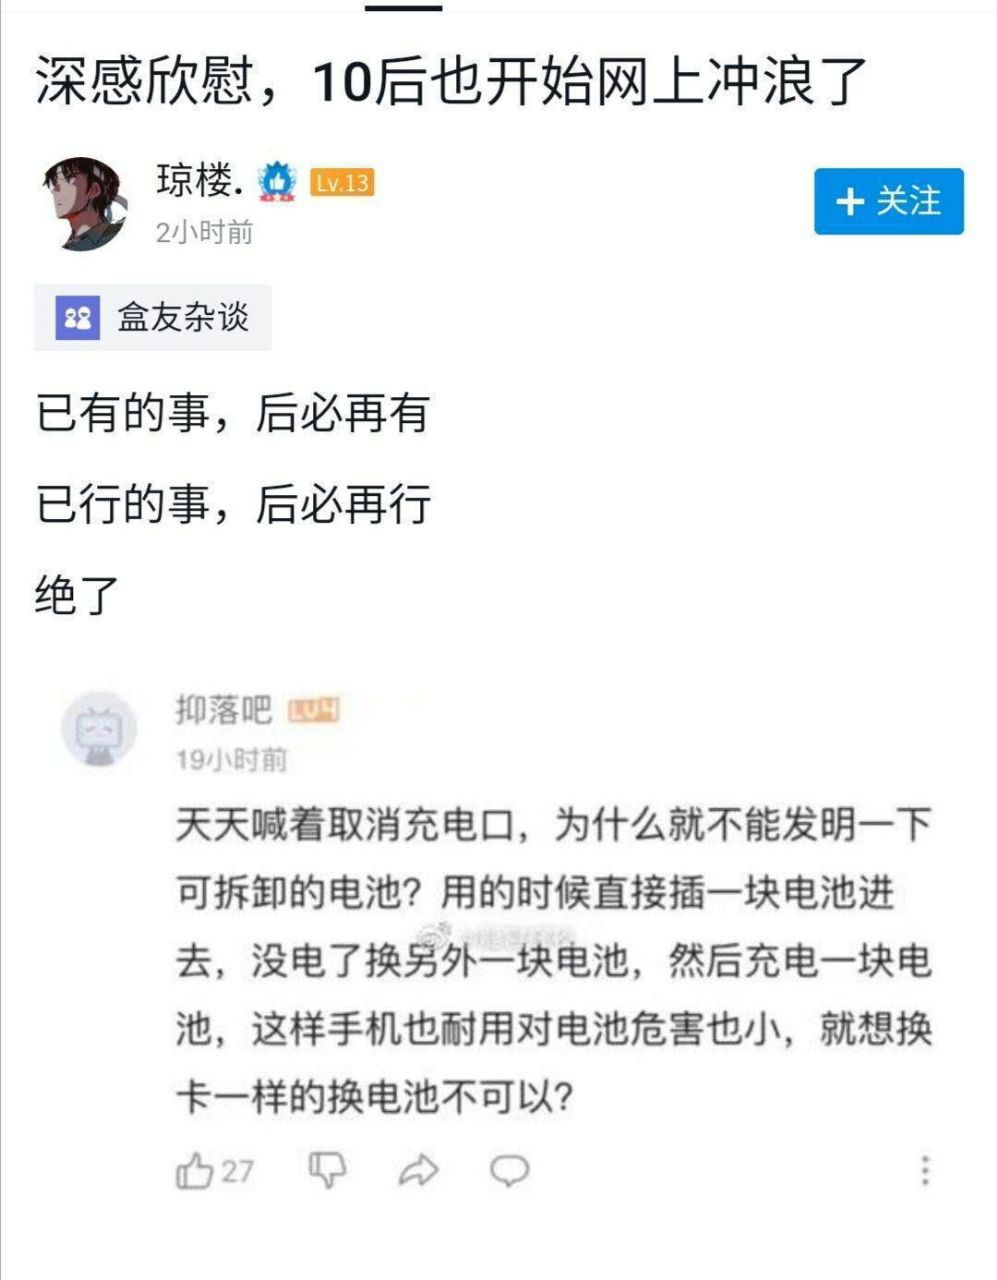 深感欣慰，10后也开始网上冲浪了
琼楼. Lv.13
2小时前
+ 关注
盒友杂谈
已有的事，后必再有
已行的事，后必再行
绝了
抑落吧 LV4
19小时前
天天喊着取消充电口，为什么就不能发明一下
可拆卸的电池？用的时候直接插一块电池进
去，没电了换另外一块电池，然后充电一块电
池，这样手机也耐用对电池危害也小，就想换
卡一样的换电池不可以？
27